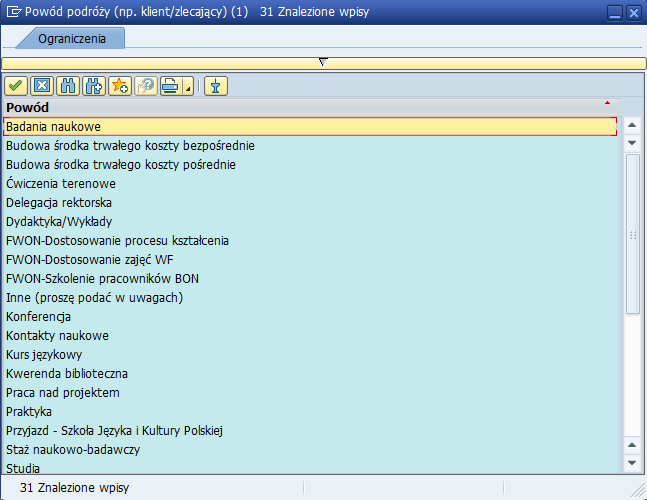 Powód podróży (np. klient/zlecający) (1) 31 Znalezione wpisy
Ograniczenia
Powód
Badania naukowe
Budowa środka trwałego koszty bezpośrednie
Budowa środka trwałego koszty pośrednie
Ćwiczenia terenowe
Delegacja rektorska
Dydaktyka/Wykłady
FWON-Dostosowanie procesu kształcenia
FWON-Dostosowanie zajęć WF
FWON-Szkolenie pracowników BON
Inne (proszę podać w uwagach)
Konferencja
Kontakty naukowe
Kurs językowy
Kwerenda biblioteczna
Praca nad projektem
Praktyka
Przyjazd - Szkoła Języka i Kultury Polskiej
Staż naukowo-badawczy
Studia
31 Znalezione wpisy